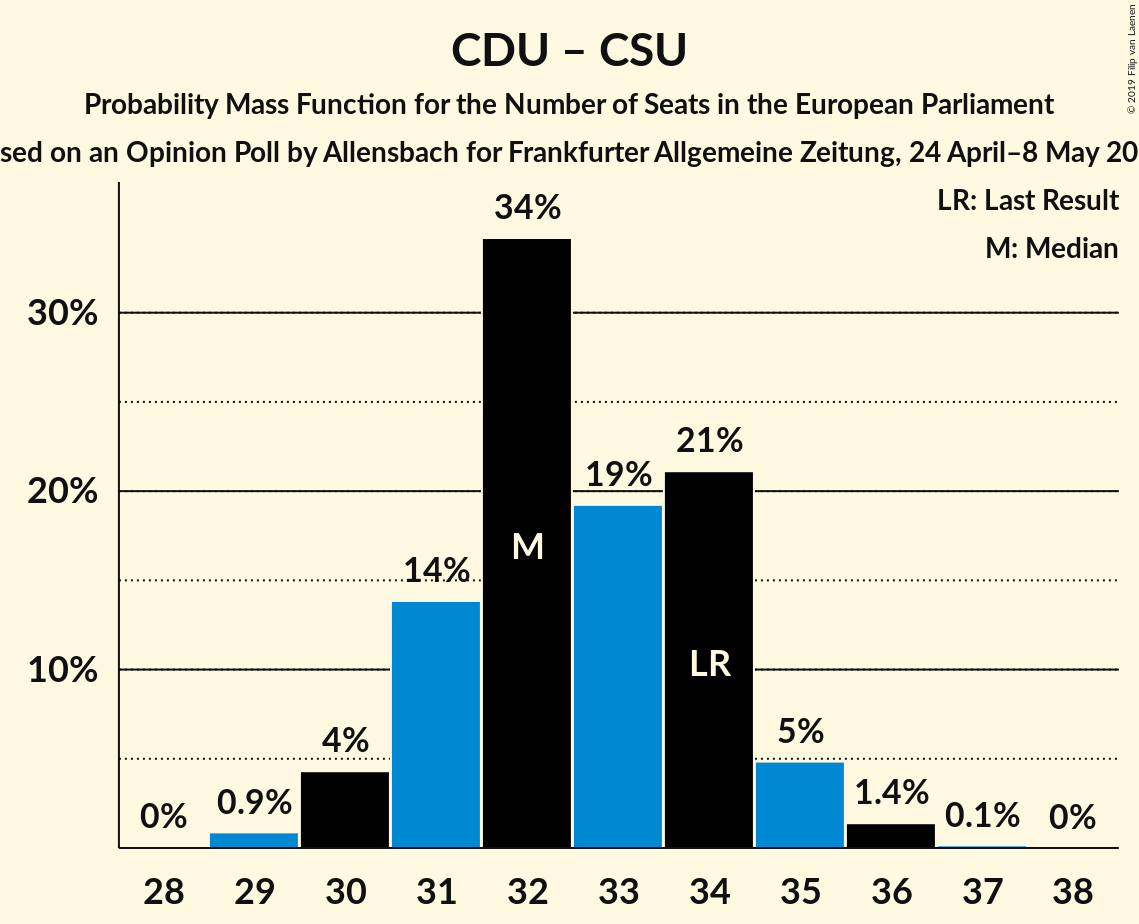 CDU – CSU
Probability Mass Function for the Number of Seats in the European Parliament
sed on an Opinion Poll by Allensbach for Frankfurter Allgemeine Zeitung, 24 April–8 May 20
© 2019 Filip van Laenen
LR: Last Result
M: Median
30%
20%
10%
0%
0.9%
4%
14%
34%
19%
21%
5%
1.4%
0.1%
0%
M
LR
28 29 30 31 32 33 34 35 36 37 38